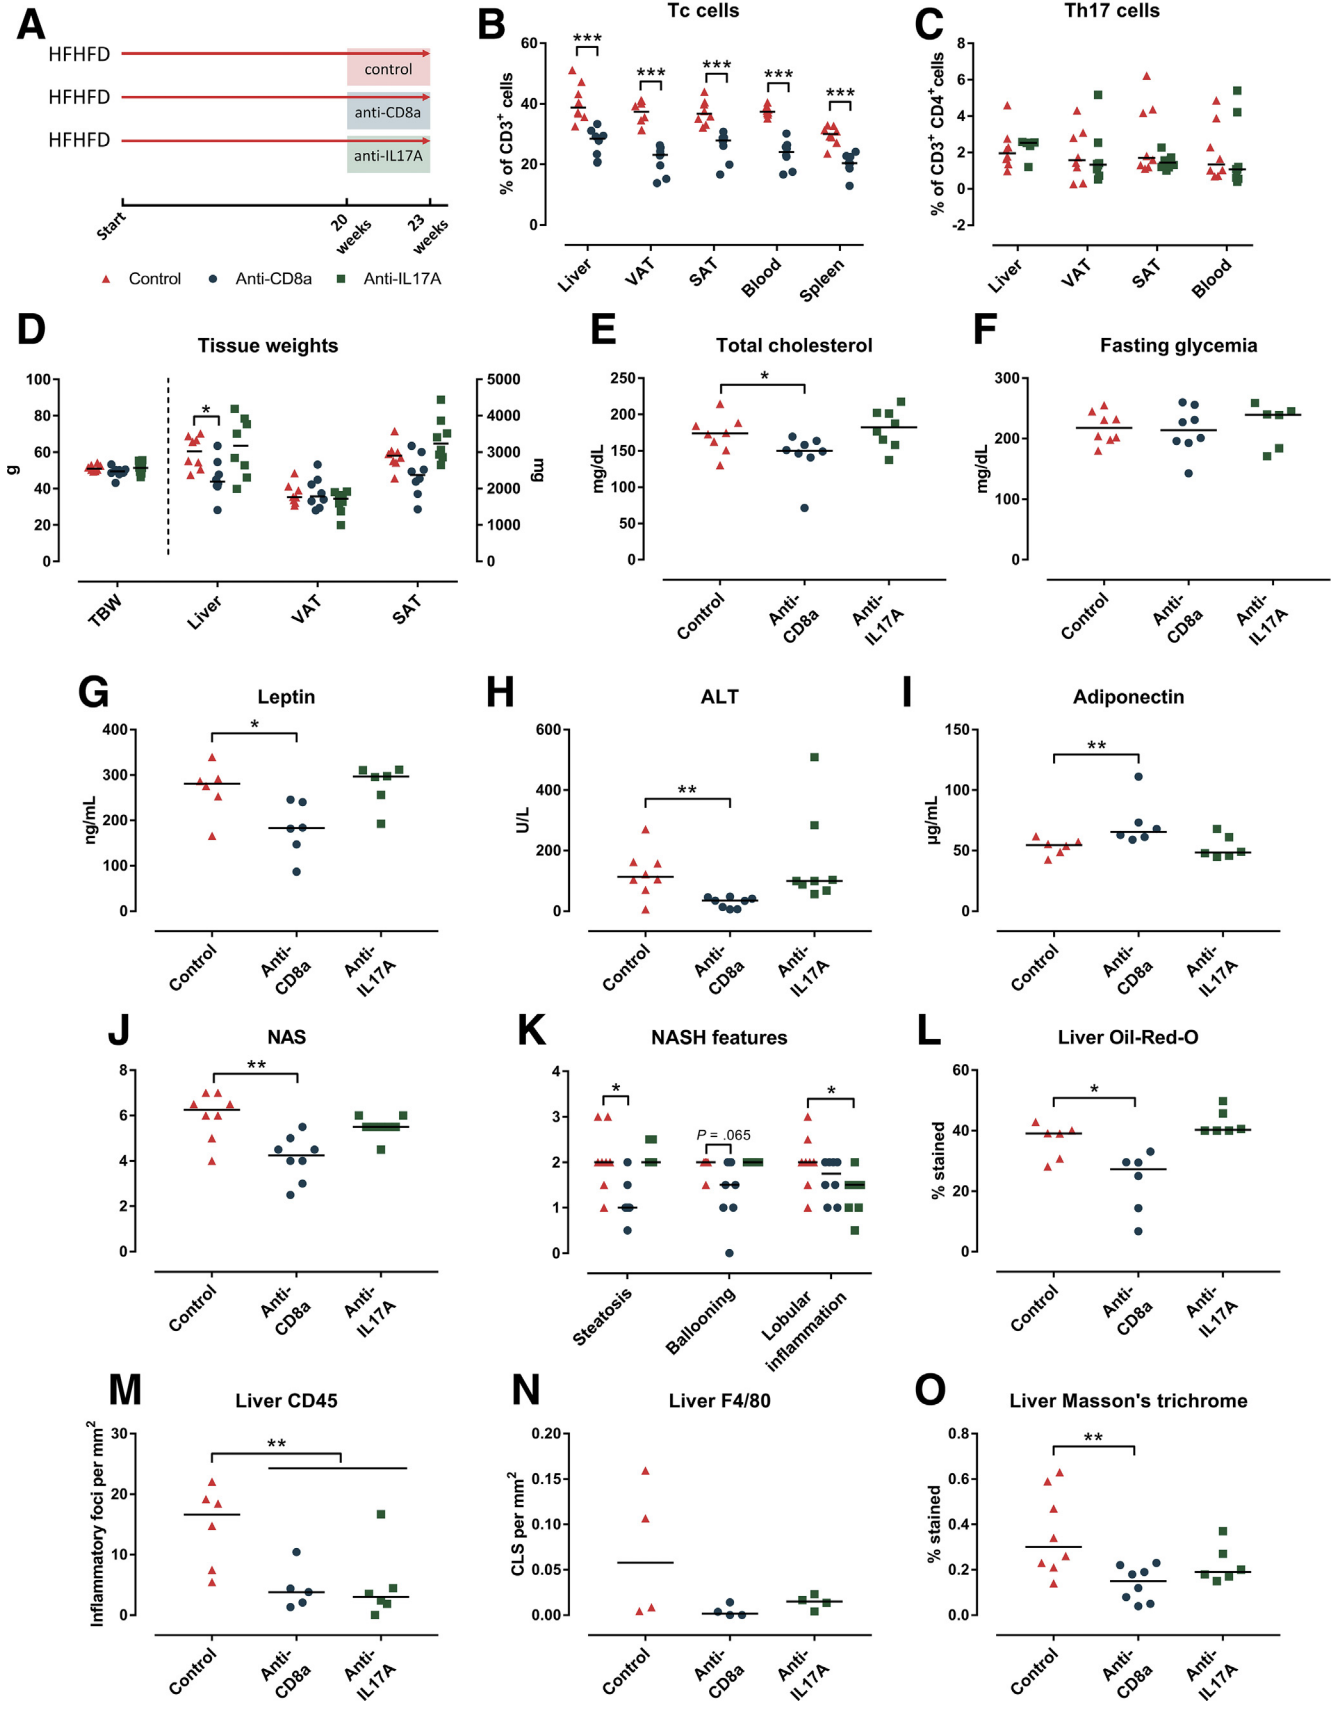 A
HFHFD
control
HFHFD
anti-CD8a
HFHFD
anti-IL17A
Start
20 weeks
23 weeks
Control
Anti-CD8a
Anti-IL17A
B
Tc cells
% of CD3+ cells
60
40
20
0
***
***
***
***
***
Liver
VAT
SAT
Blood
Spleen
C
Th17 cells
% of CD3+ CD4+cells
8
6
4
2
0
-2
Liver
VAT
SAT
Blood
D
Tissue weights
g
100
80
60
40
20
0
*
5000
4000
3000
2000
1000
0
mg
TBW
Liver
VAT
SAT
E
Total cholesterol
mg/dL
250
200
150
100
50
0
*
Control
Anti-
CD8a
Anti-
IL17A
F
Fasting glycemia
mg/dL
300
200
100
0
Control
Anti-
CD8a
Anti-
IL17A
G
Leptin
ng/mL
400
300
200
100
0
*
Control
Anti-
CD8a
Anti-
IL17A
H
ALT
U/L
600
400
200
0
**
Control
Anti-
CD8a
Anti-
IL17A
I
Adiponectin
µg/mL
150
100
50
0
**
Control
Anti-
CD8a
Anti-
IL17A
J
NAS
8
6
4
2
0
**
Control
Anti-
CD8a
Anti-
IL17A
K
NASH features
4
3
2
1
0
*
P = .065
*
Steatosis
Ballooning
Lobular
inflammation
L
Liver Oil-Red-O
% stained
60
40
20
0
*
Control
Anti-
CD8a
Anti-
IL17A
M
Liver CD45
Inflammatory foci per mm2
30
20
10
0
**
Control
Anti-
CD8a
Anti-
IL17A
N
Liver F4/80
CLS per mm2
0.20
0.15
0.10
0.05
0.00
Control
Anti-
CD8a
Anti-
IL17A
O
Liver Masson's trichrome
% stained
0.8
0.6
0.4
0.2
0.0
**
Control
Anti-
CD8a
Anti-
IL17A